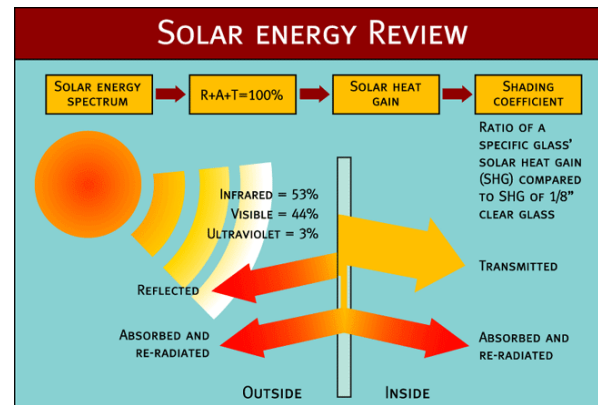 SOLAR ENERGY REVIEW
SOLAR ENERGY
SPECTRUM
R+A+T=100%
SOLAR HEAT
GAIN
SHADING
COEFFICIENT
RATIO OF A
SPECIFIC GLASS'
SOLAR HEAT GAIN
(SHG) COMPARED
TO SHG OF 1/8"
CLEAR GLASS
INFRARED = 53%
VISIBLE = 44%
ULTRAVIOLET = 3%
REFLECTED
TRANSMITTED
ABSORBED AND
RE-RADIATED
ABSORBED AND
RE-RADIATED
OUTSIDE
INSIDE